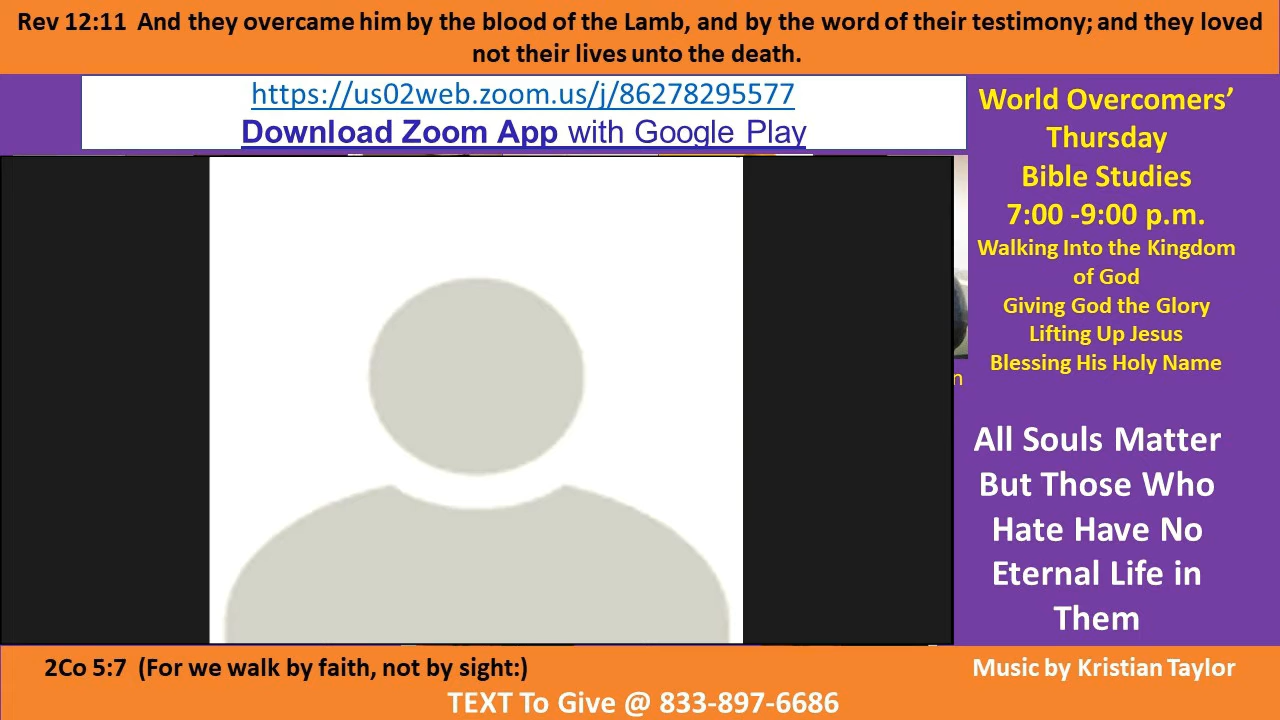 Rev 12:11  And they overcame him by the blood of the Lamb, and by the word of their testimony; and they loved
not their lives unto the death.
https://us02web.zoom.us/j/86278295577
Download Zoom App with Google Play
World Overcomers’
Thursday
Bible Studies
7:00 -9:00 p.m.
Walking Into the Kingdom
of God
Giving God the Glory
Lifting Up Jesus
Blessing His Holy Name
n
All Souls Matter
But Those Who
Hate Have No
Eternal Life in
Them
2Co 5:7  (For we walk by faith, not by sight:)
Music by Kristian Taylor
TEXT To Give @ 833-897-6686